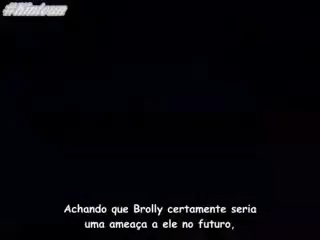 Achando que Brolly certamente seria
uma ameaça a ele no futuro,